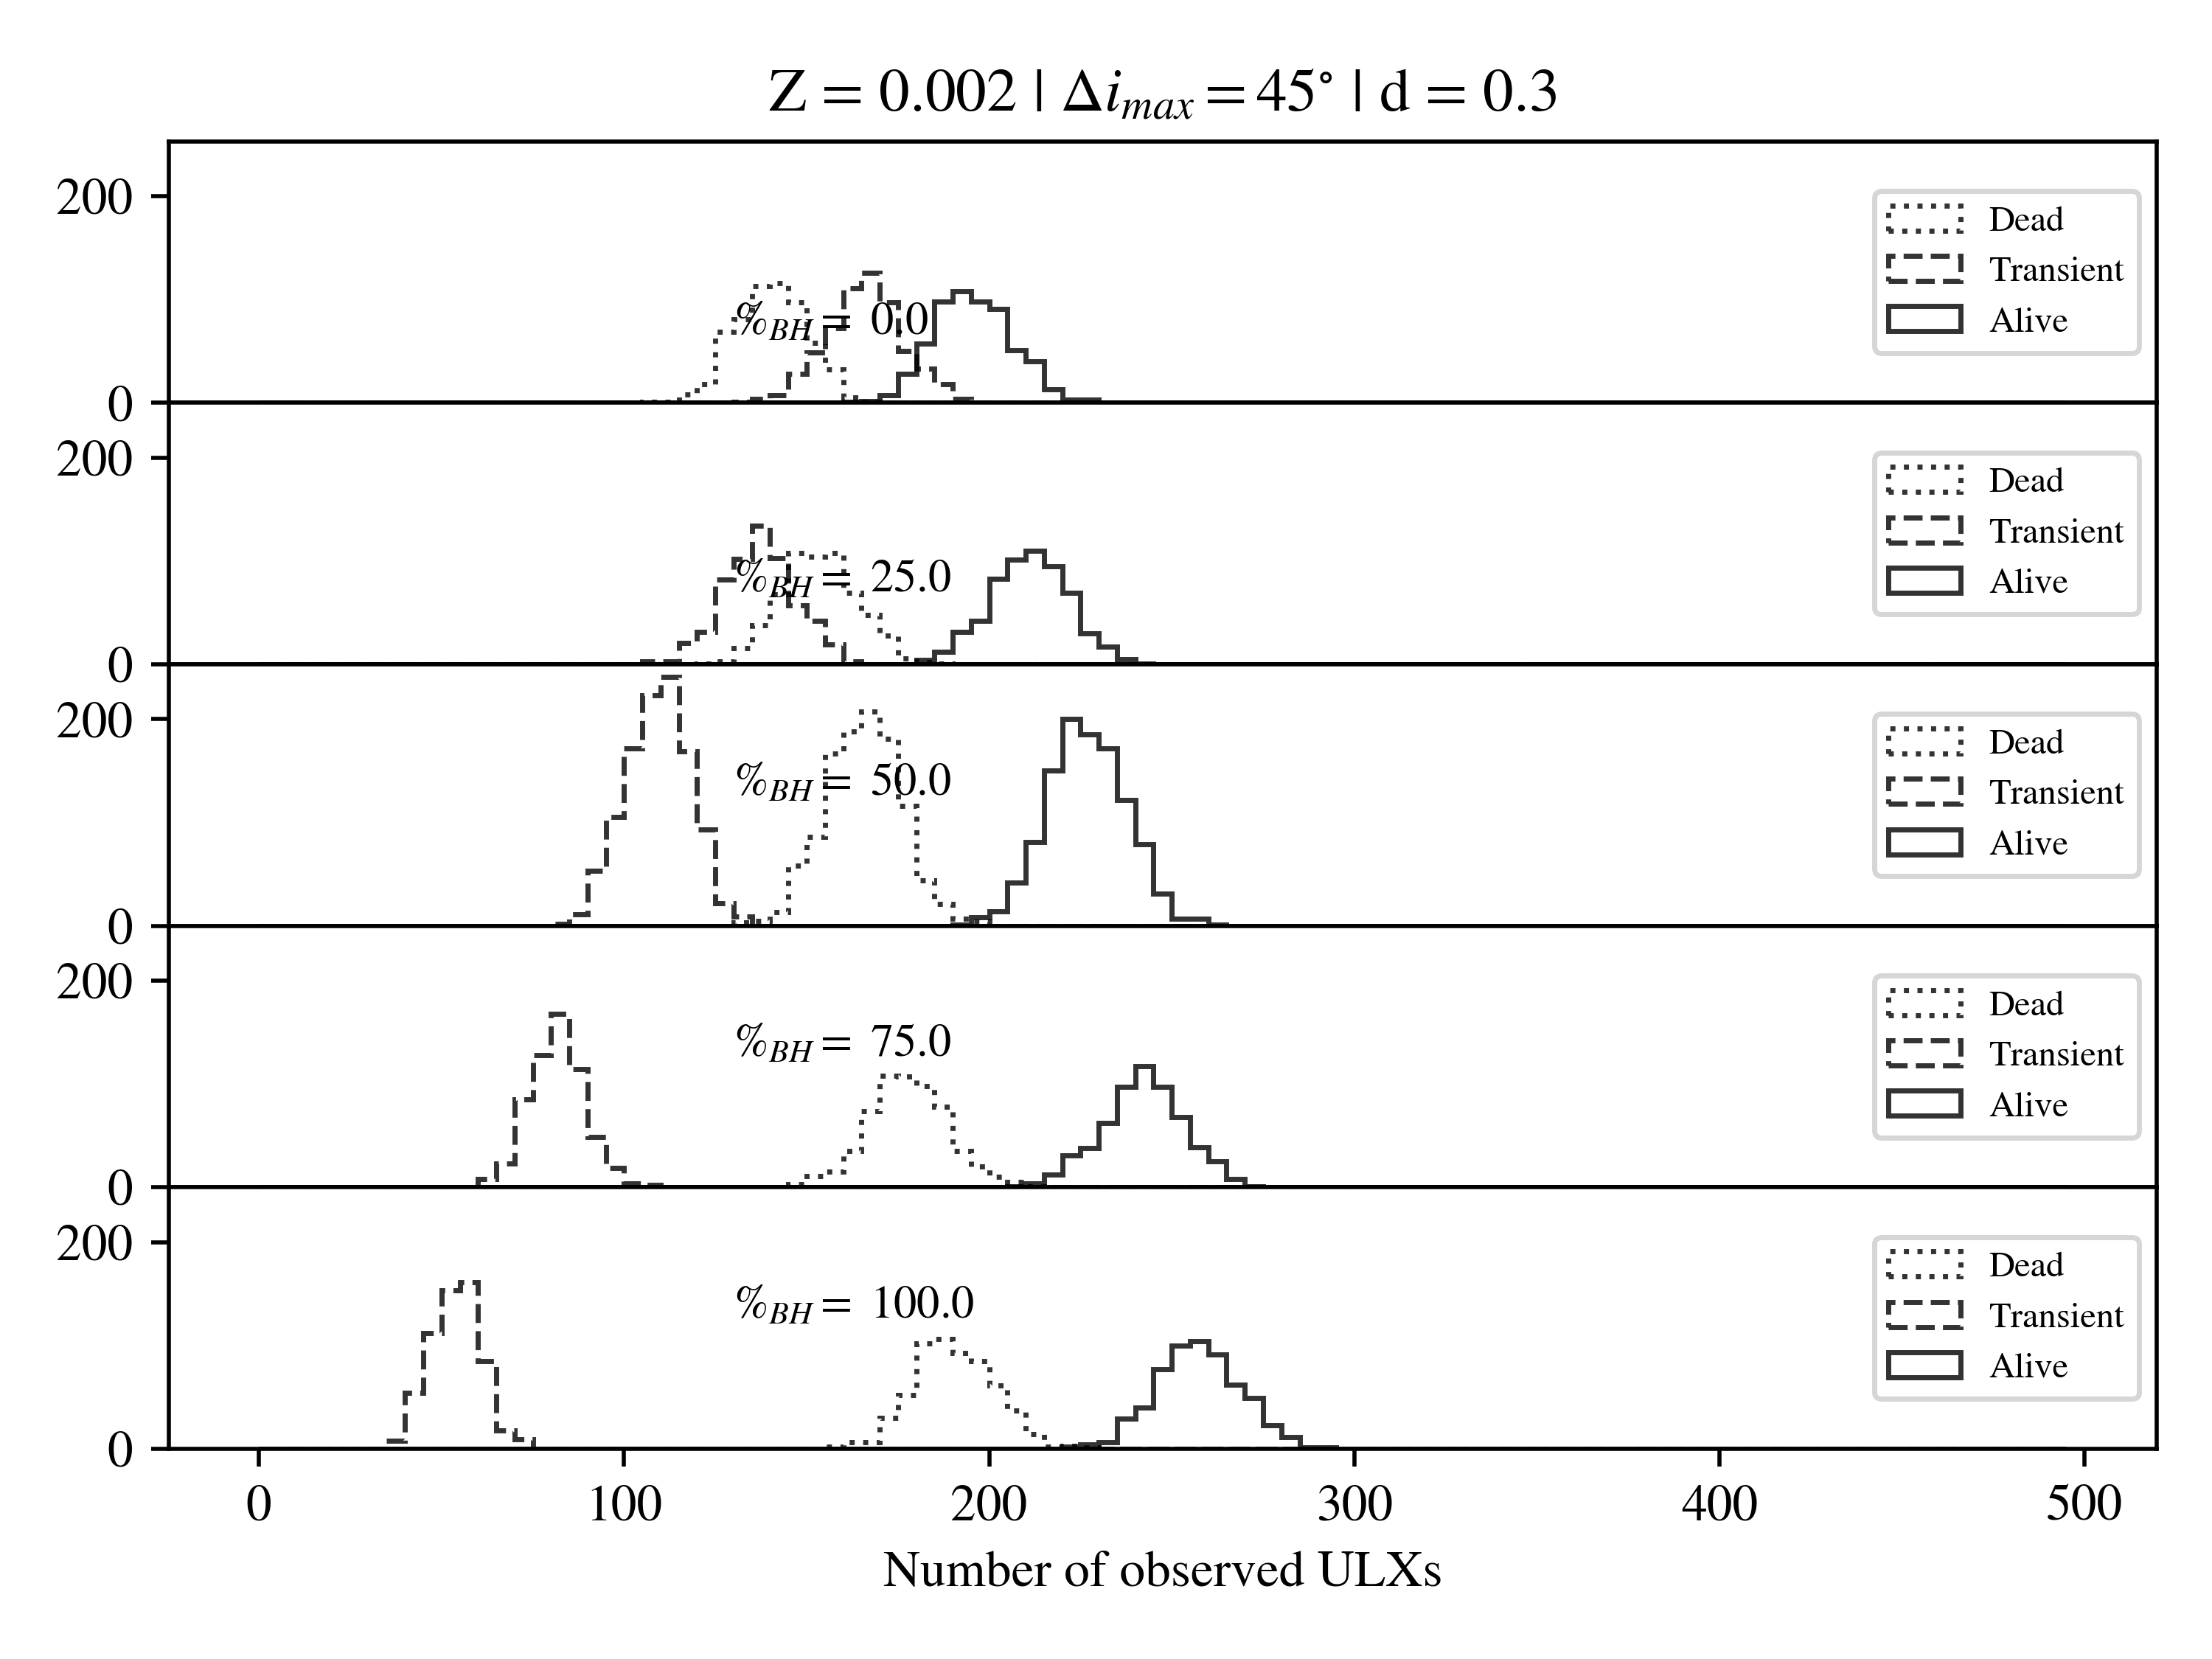 Z = 0.002 | Δi_max = 45° | d = 0.3
200
0
%_BH = 0.0
Dead
Transient
Alive
200
0
%_BH = 25.0
Dead
Transient
Alive
200
0
%_BH = 50.0
Dead
Transient
Alive
200
0
%_BH = 75.0
Dead
Transient
Alive
200
0
%_BH = 100.0
Dead
Transient
Alive
0 100 200 300 400 500
Number of observed ULXs